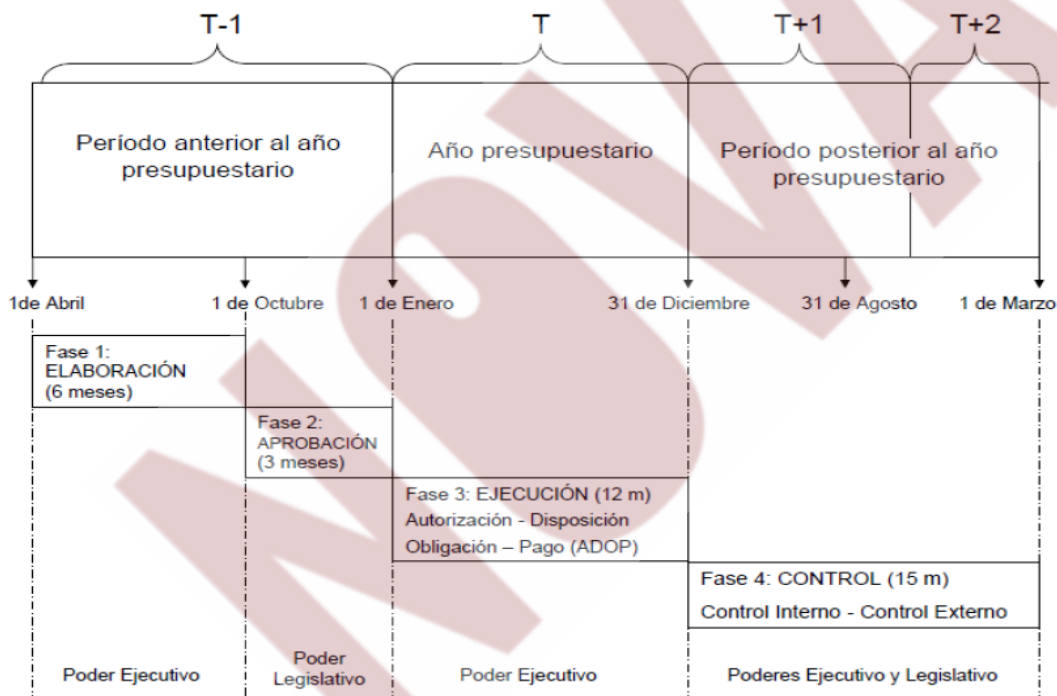 T-1
T
T+1
T+2
Período anterior al año
presupuestario
Año presupuestario
Período posterior al año
presupuestario
1de Abril
1 de Octubre
1 de Enero
31 de Diciembre
31 de Agosto
1 de Marzo
Fase 1:
ELABORACIÓN
(6 meses)
Fase 2:
APROBACIÓN
(3 meses)
Fase 3: EJECUCIÓN (12 m)
Autorización - Disposición
Obligación – Pago (ADOP)
Fase 4: CONTROL (15 m)
Control Interno - Control Externo
Poder Ejecutivo
Poder
Legislativo
Poder Ejecutivo
Poderes Ejecutivo y Legislativo
NOVA